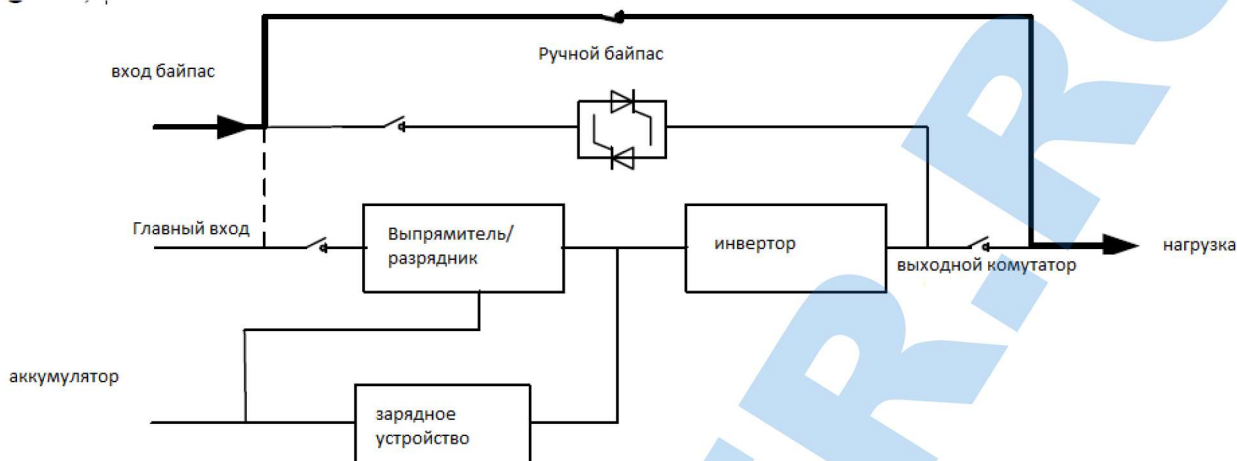 Ручной байпас
вход байпас
Главный вход
Выпрямитель/
разрядник
инвертор
выходной комутатор
нагрузка
аккумулятор
зарядное
устройство